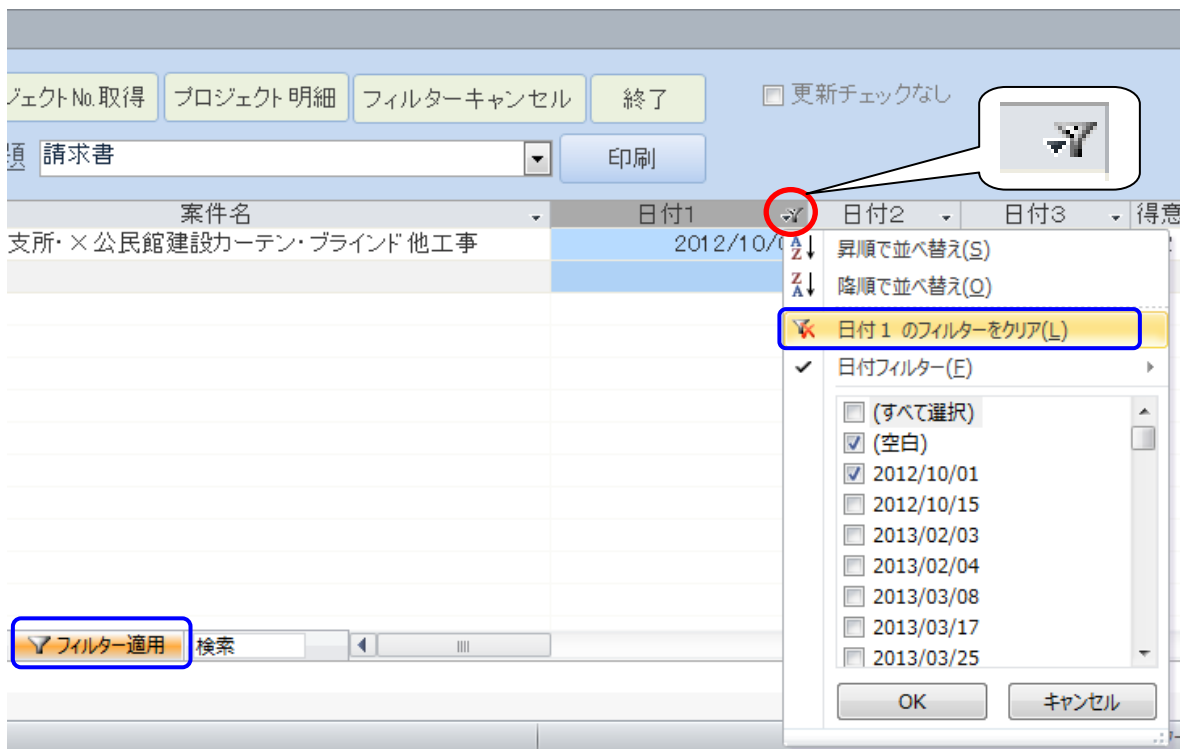 ジェクト№取得 プロジェクト明細 フィルターキャンセル 終了 更新チェックなし
題 請求書 印刷
案件名 日付1 日付2 日付3 得意
支所・×公民館建設カーテン・ブラインド他工事 2012/10/0
昇順で並べ替え(S)
降順で並べ替え(O)
日付 1 のフィルターをクリア(L)
日付フィルター(F)
(すべて選択)
(空白)
2012/10/01
2012/10/15
2013/02/03
2013/02/04
2013/03/08
2013/03/17
2013/03/25
フィルター適用 検索
OK キャンセル